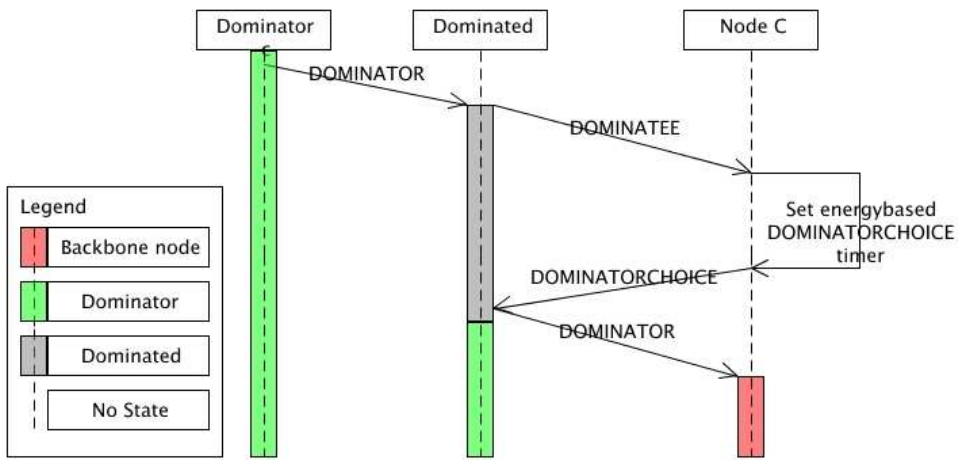 Dominator
Dominated
Node C
DOMINATOR
DOMINATEE
Set energybased
DOMINATORCHOICE
timer
DOMINATORCHOICE
DOMINATOR
Legend
Backbone node
Dominator
Dominated
No State